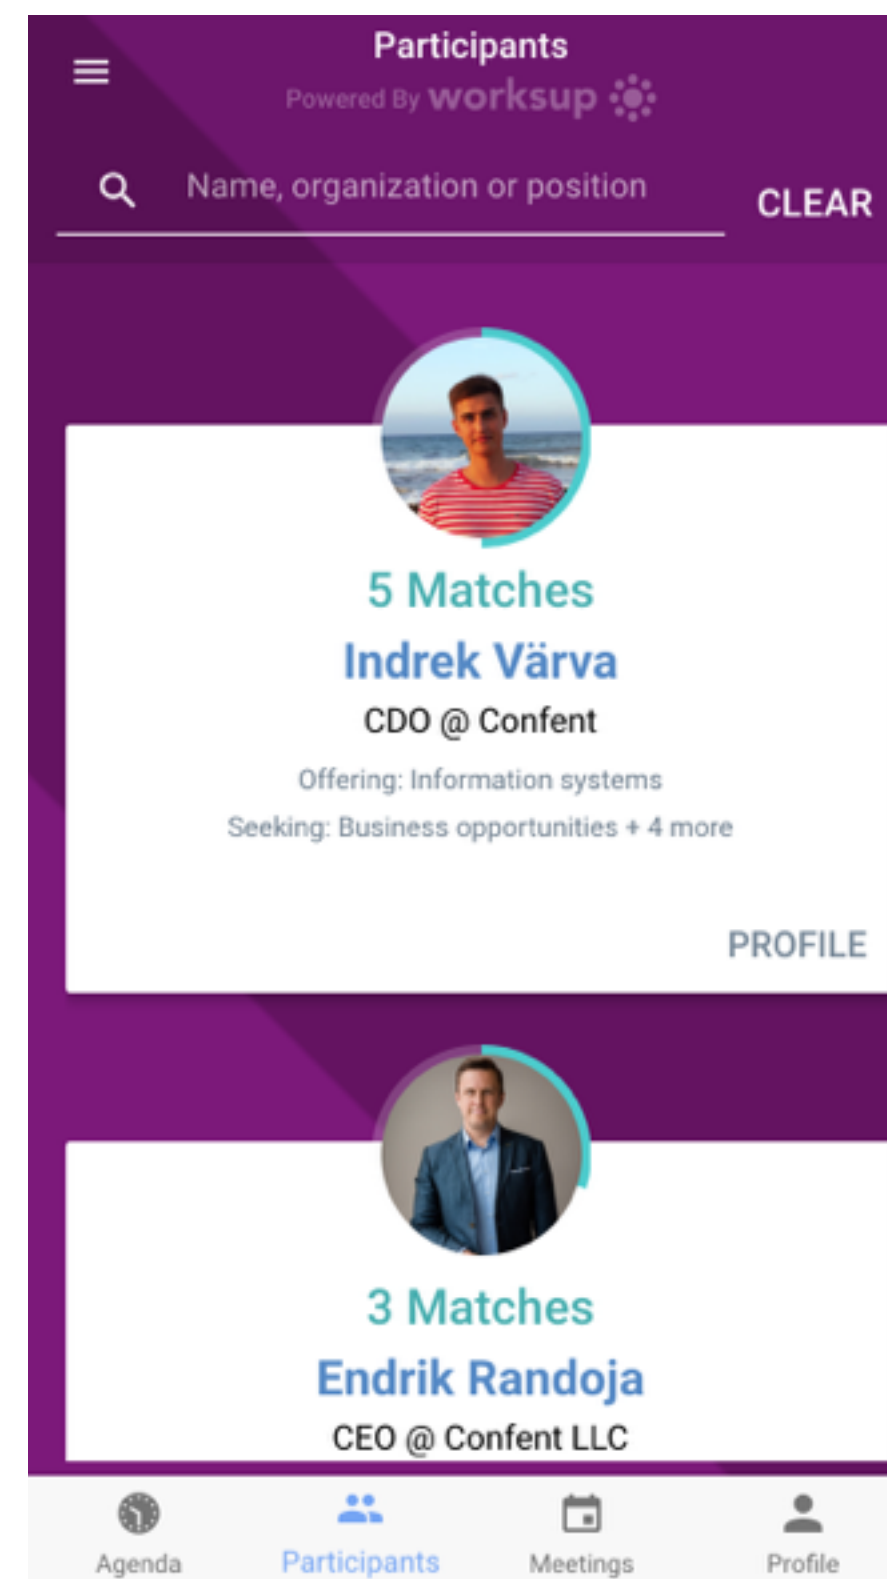 Participants
Powered By worksup
Name, organization or position
CLEAR
5 Matches
Indrek Värva
CDO @ Confent
Offering: Information systems
Seeking: Business opportunities + 4 more
PROFILE
3 Matches
Endrik Randoja
CEO @ Confent LLC
Agenda
Participants
Meetings
Profile